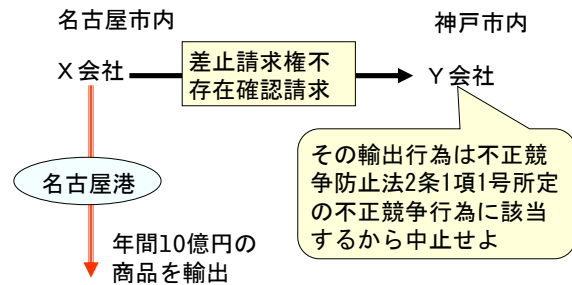 名古屋市内
神戸市内
X会社
差止請求権不
存在確認請求
Y会社
その輸出行為は不正競
争防止法2条1項1号所定
の不正競争行為に該当
するから中止せよ
名古屋港
年間10億円の
商品を輸出